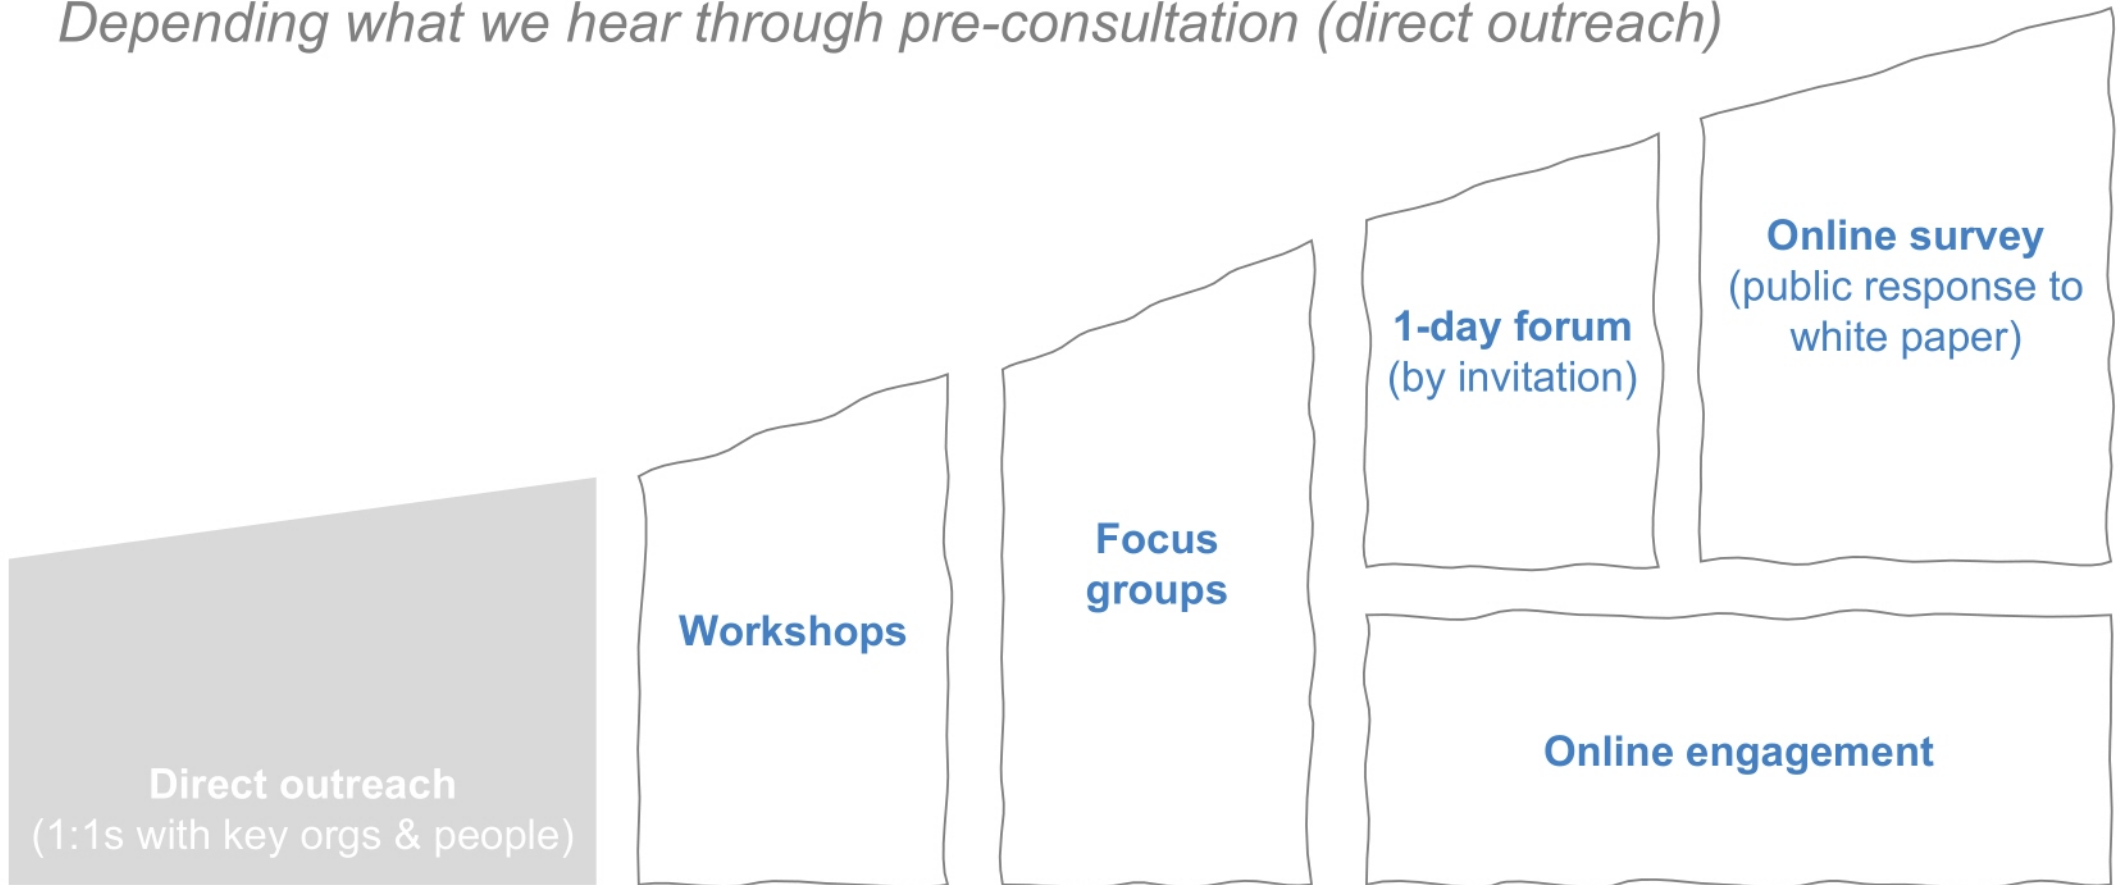 Depending what we hear through pre-consultation (direct outreach)
Direct outreach
(1:1s with key orgs & people)
Workshops
Focus
groups
1-day forum
(by invitation)
Online survey
(public response to
white paper)
Online engagement